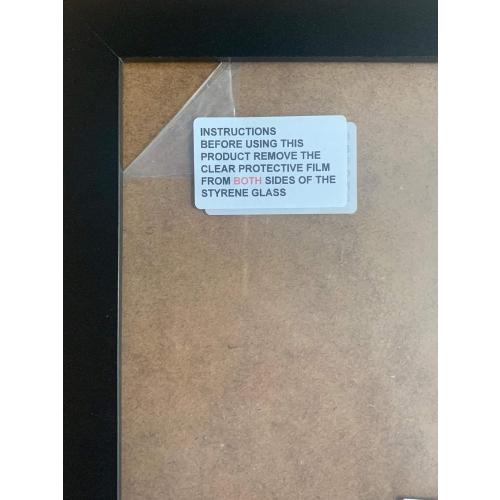 INSTRUCTIONS
BEFORE USING THIS
PRODUCT REMOVE THE
CLEAR PROTECTIVE FILM
FROM BOTH SIDES OF THE
STYRENE GLASS